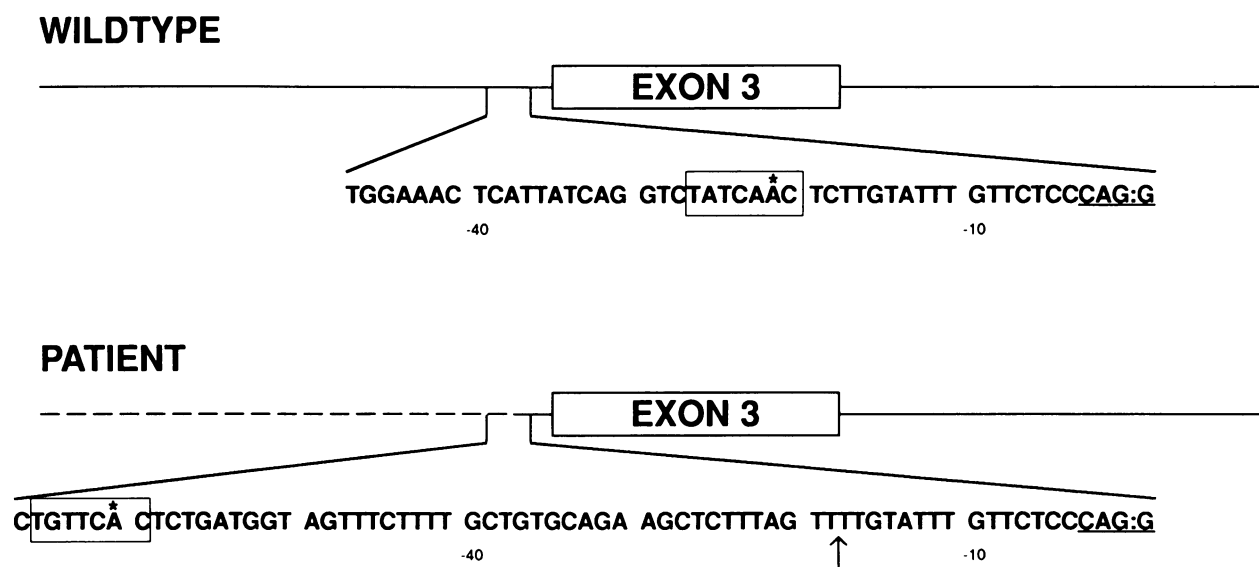 WILDTYPE
EXON 3
*
TGGAAAC TCATTATCAG GTCTATCAAC TCTTGTATTT GTTCTCCCAG:G
-40 -10
PATIENT
EXON 3
*
CTGTTCA CTCTGATGGT AGTTTCTTTT GCTGTGCAGA AGCTCTTTAG TTTTGTATTT GTTCTCCCAG:G
-40 -10